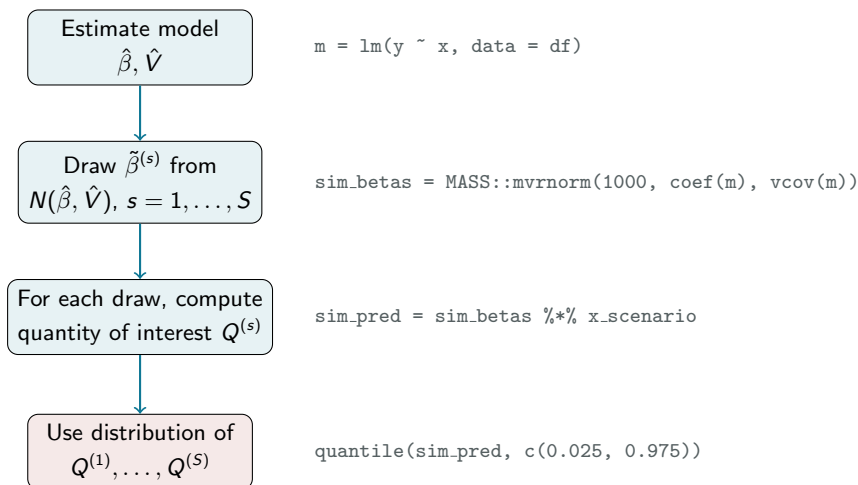 Estimate model
β̂, V̂
m = lm(y ~ x, data = df)
Draw β̃⁽ˢ⁾ from
N(β̂, V̂), s = 1, . . . , S
sim_betas = MASS::mvrnorm(1000, coef(m), vcov(m))
For each draw, compute
quantity of interest Q⁽ˢ⁾
sim_pred = sim_betas %*% x_scenario
Use distribution of
Q⁽¹⁾, . . . , Q⁽ˢ⁾
quantile(sim_pred, c(0.025, 0.975))